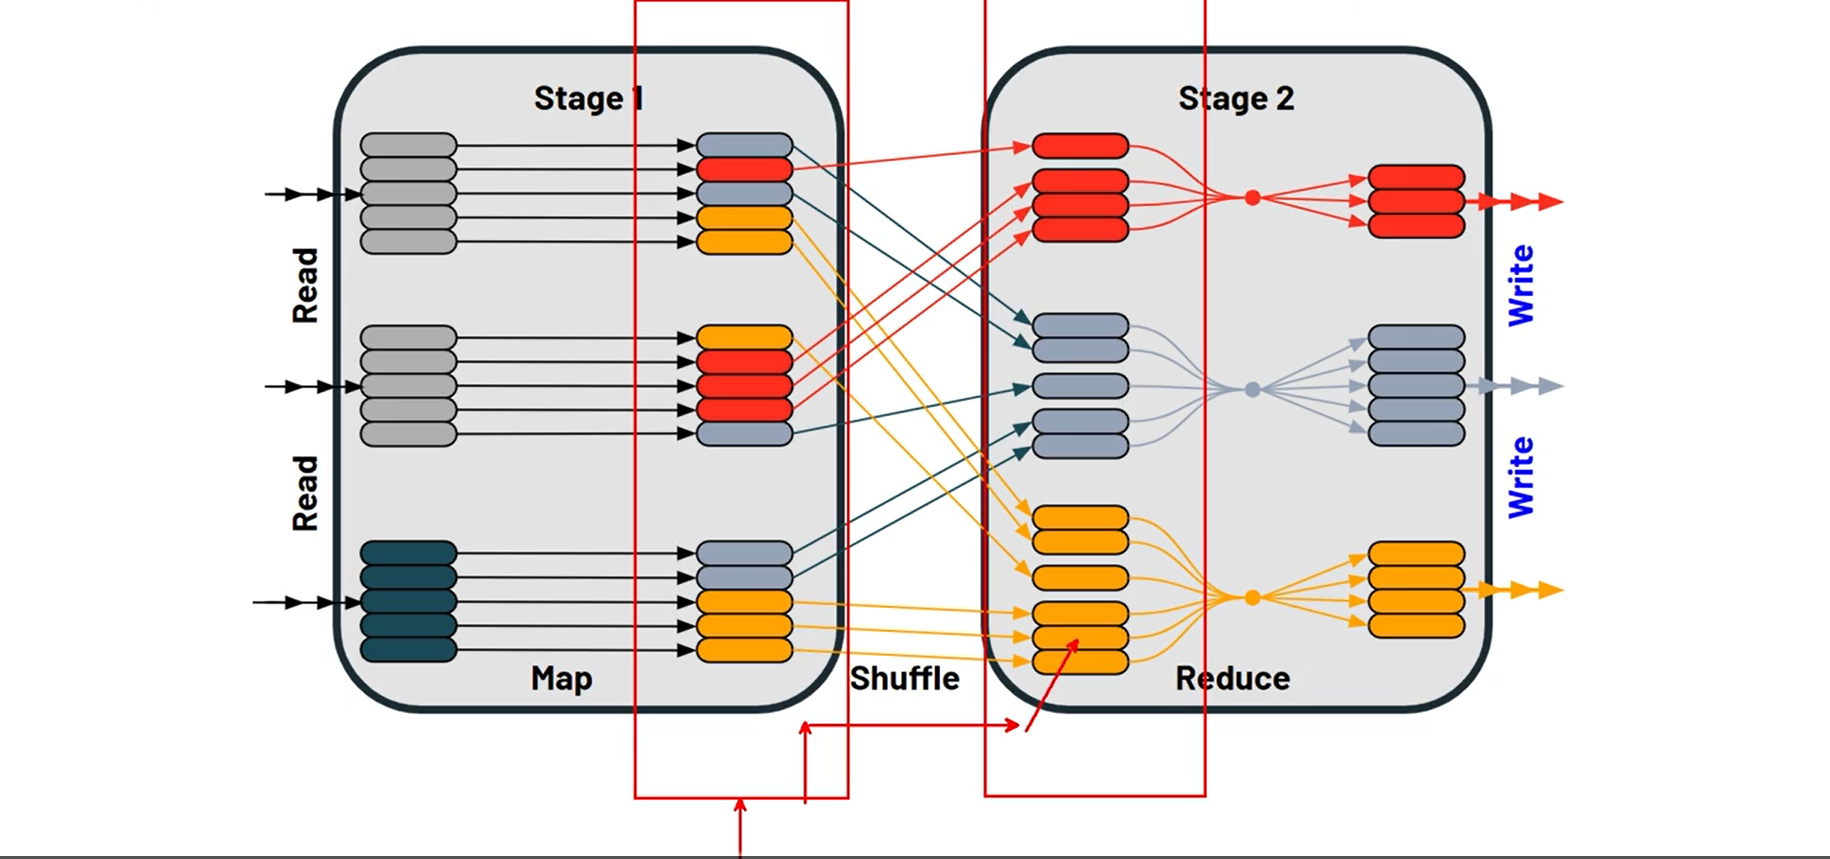 Stage 1
Stage 2
Read
Write
Read
Write
Map
Shuffle
Reduce